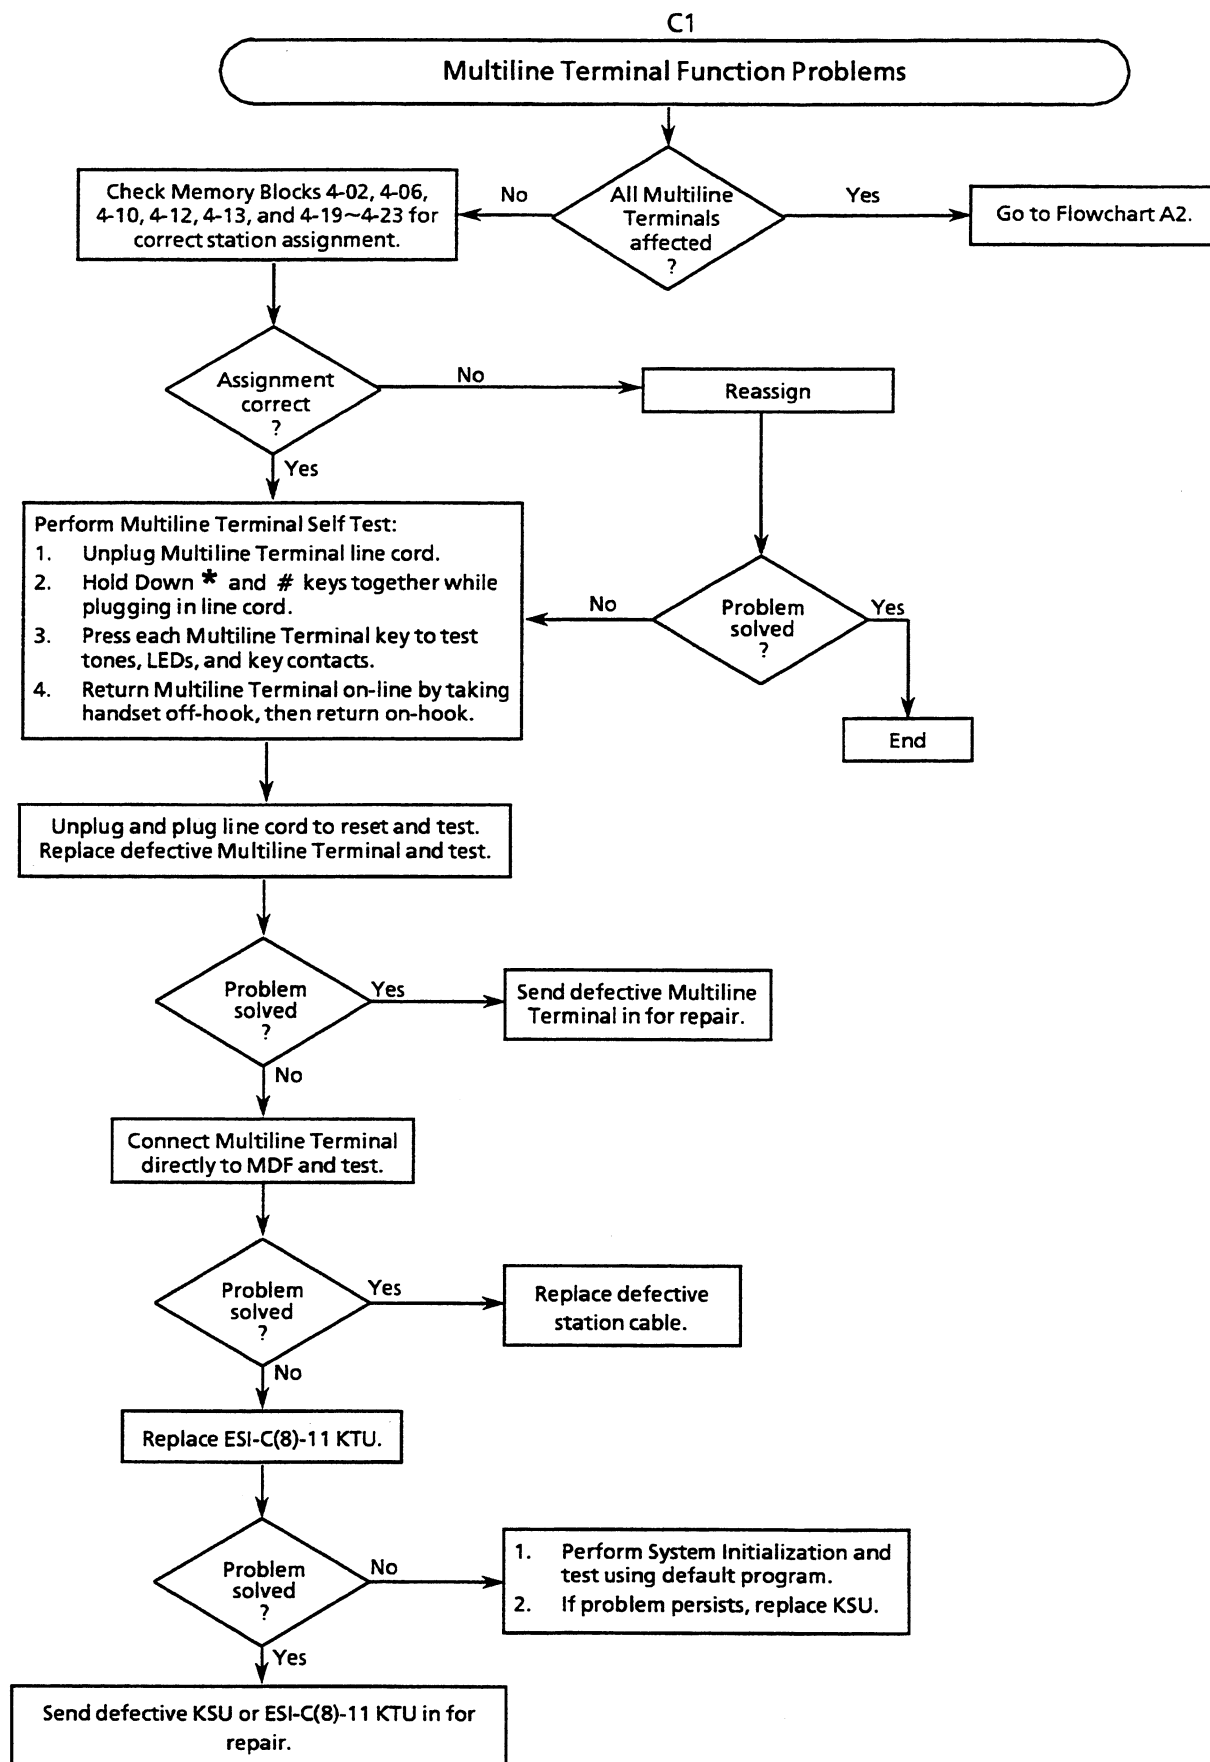 C1
Multiline Terminal Function Problems
All Multiline
Terminals
affected
?
No
Yes
Check Memory Blocks 4-02, 4-06,
4-10, 4-12, 4-13, and 4-19~4-23 for
correct station assignment.
Go to Flowchart A2.
Assignment
correct
?
No
Reassign
Yes
Perform Multiline Terminal Self Test:
1. Unplug Multiline Terminal line cord.
2. Hold Down * and # keys together while
plugging in line cord.
3. Press each Multiline Terminal key to test
tones, LEDs, and key contacts.
4. Return Multiline Terminal on-line by taking
handset off-hook, then return on-hook.
No
Problem
solved
?
Yes
End
Unplug and plug line cord to reset and test.
Replace defective Multiline Terminal and test.
Problem
solved
?
Yes
Send defective Multiline
Terminal in for repair.
No
Connect Multiline Terminal
directly to MDF and test.
Problem
solved
?
Yes
Replace defective
station cable.
No
Replace ESI-C(8)-11 KTU.
Problem
solved
?
No
1. Perform System Initialization and
test using default program.
2. If problem persists, replace KSU.
Yes
Send defective KSU or ESI-C(8)-11 KTU in for
repair.